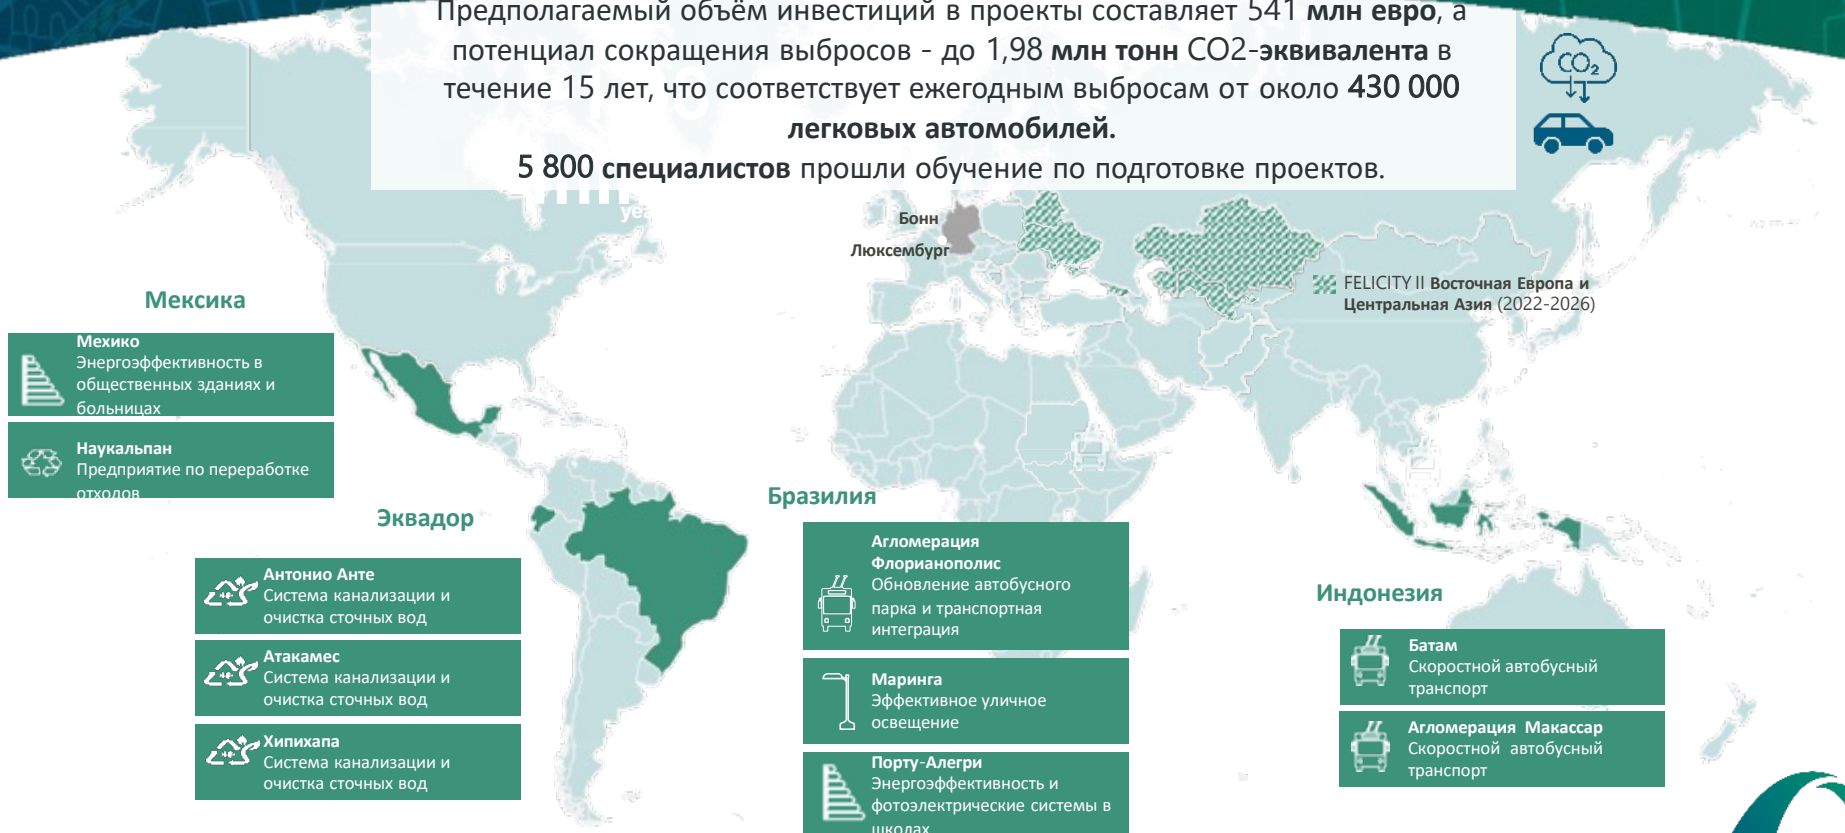 Предполагаемый объём инвестиций в проекты составляет 541 млн евро, а
потенциал сокращения выбросов - до 1,98 млн тонн CO2-эквивалента в
течение 15 лет, что соответствует ежегодным выбросам от около 430 000
легковых автомобилей.
5 800 специалистов прошли обучение по подготовке проектов.
CO₂
Бонн
Люксембург
FELICITY II Восточная Европа и
Центральная Азия (2022-2026)
Мексика
Мехико
Энергоэффективность в
общественных зданиях и
больницах
Наукальпан
Предприятие по переработке
отходов
Эквадор
Антонио Анте
Система канализации и
очистка сточных вод
Атакамес
Система канализации и
очистка сточных вод
Хипихапа
Система канализации и
очистка сточных вод
Бразилия
Агломерация
Флорианополис
Обновление автобусного
парка и транспортная
интеграция
Маринга
Эффективное уличное
освещение
Порту-Алегри
Энергоэффективность и
фотоэлектрические системы в
школах
Индонезия
Батам
Скоростной автобусный
транспорт
Агломерация Макассар
Скоростной автобусный
транспорт